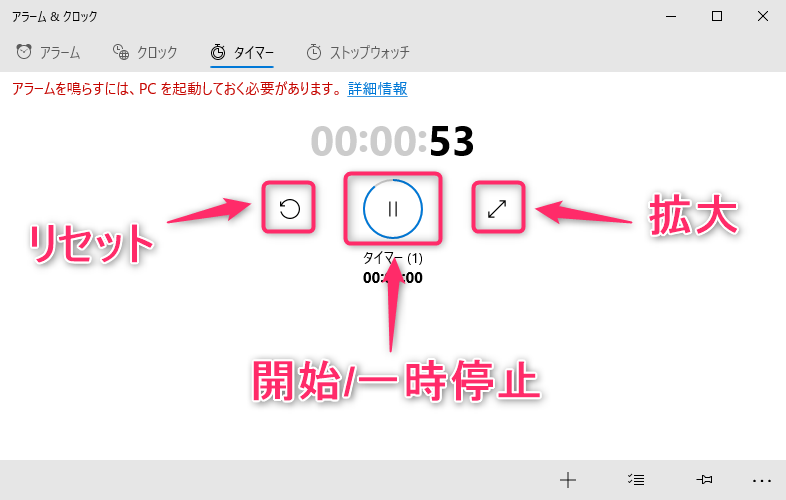 アラーム & クロック
アラーム クロック タイマー ストップウォッチ
アラームを鳴らすには、PC を起動しておく必要があります。 詳細情報
00:00:53
リセット
拡大
タイマー (1)
開始/一時停止